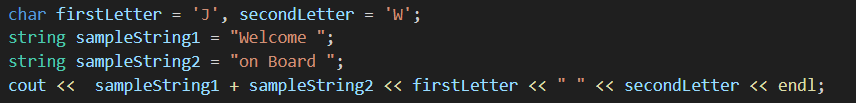 char firstLetter = 'J', secondLetter = 'W';
string sampleString1 = "Welcome ";
string sampleString2 = "on Board ";
cout <<  sampleString1 + sampleString2 << firstLetter << " " << secondLetter << endl;